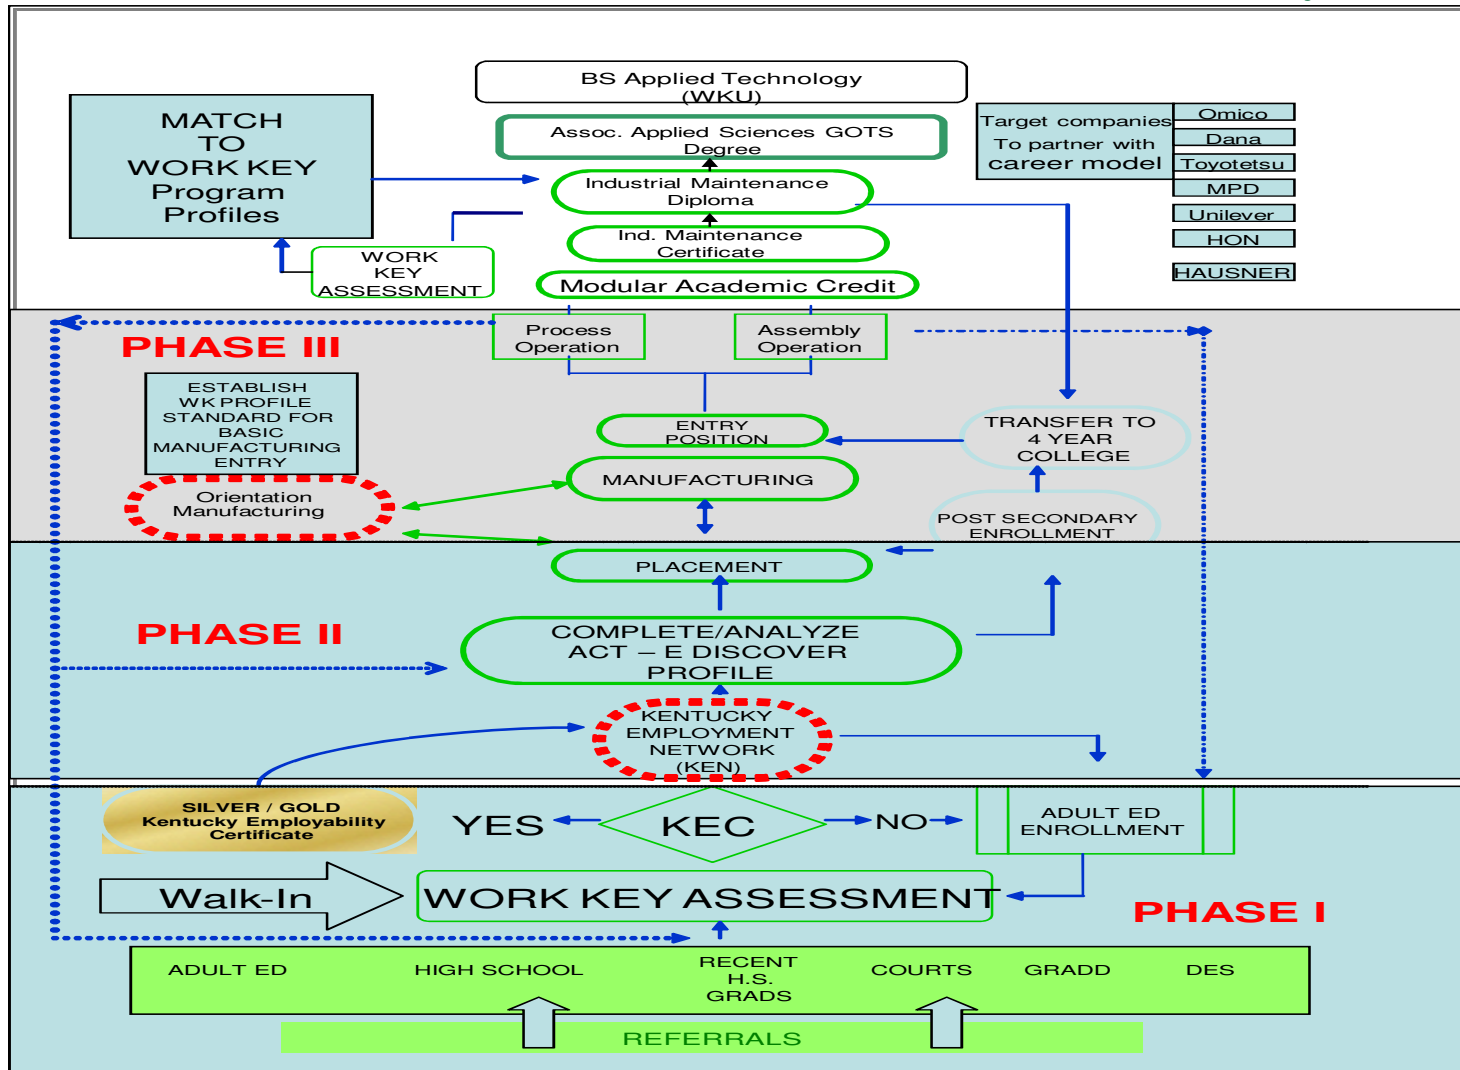 BS Applied Technology
(WKU)
MATCH
TO
WORK KEY
Program
Profiles
Assoc. Applied Sciences GOTS
Degree
Industrial Maintenance
Diploma
Ind. Maintenance
Certificate
WORK
KEY
ASSESSMENT
Modular Academic Credit
Target companies
To partner with
career model
Omico
Dana
Toyotetsu
MPD
Unilever
HON
HAUSNER
PHASE III
Process
Operation
Assembly
Operation
ESTABLISH
WK PROFILE
STANDARD FOR
BASIC
MANUFACTURING
ENTRY
ENTRY
POSITION
TRANSFER TO
4 YEAR
COLLEGE
Orientation
Manufacturing
MANUFACTURING
POST SECONDARY
ENROLLMENT
PLACEMENT
PHASE II
COMPLETE/ANALYZE
ACT – E DISCOVER
PROFILE
KENTUCKY
EMPLOYMENT
NETWORK
(KEN)
SILVER / GOLD
Kentucky Employability
Certificate
YES
KEC
NO
ADULT ED
ENROLLMENT
Walk-In
WORK KEY ASSESSMENT
PHASE I
ADULT ED
HIGH SCHOOL
RECENT
H.S.
GRADS
COURTS
GRADD
DES
REFERRALS